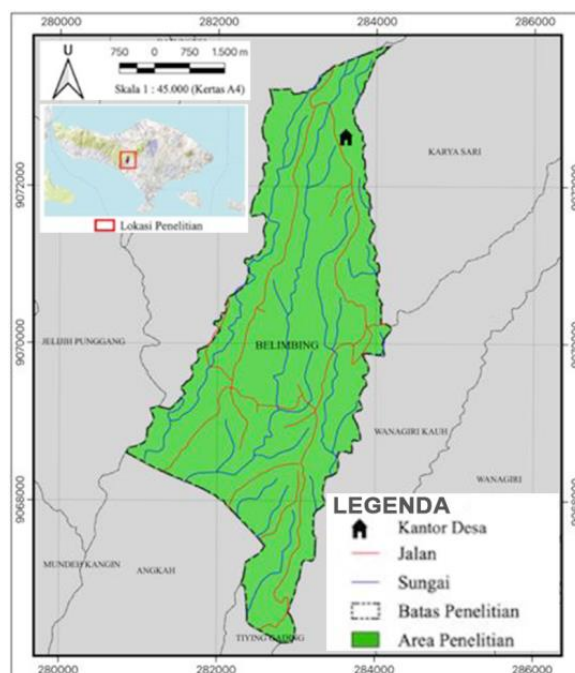 280000 282000 284000 286000
U
750 0 750 1.500 m
Skala 1 : 45.000 (Kertas A4)
Lokasi Penelitian
KARYA SARI
9072000
JELIJIH PUNGGANG
9070000
BELIMBING
WANAGIRI KAUH
WANAGIRI
9068000
MUNDEH KANGIN
ANGKAH
TIYING GADING
LEGENDA
Kantor Desa
Jalan
Sungai
Batas Penelitian
Area Penelitian
280000 282000 284000 286000